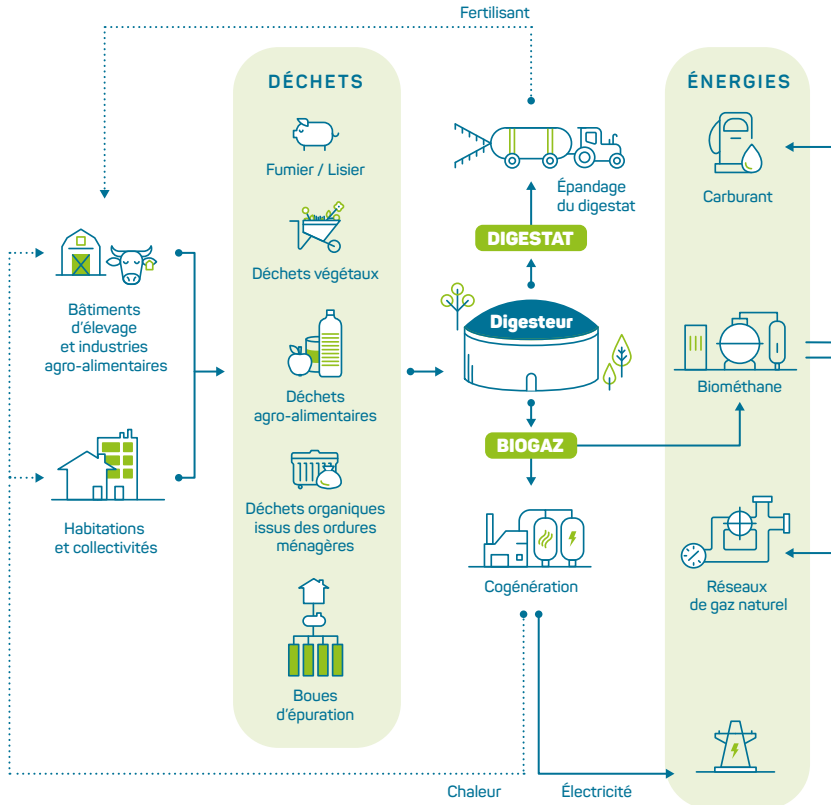 Fertilisant
DÉCHETS
Fumier / Lisier
Déchets végétaux
Déchets
agro-alimentaires
Déchets organiques
issus des ordures
ménagères
Boues
d'épuration
Bâtiments
d'élevage
et industries
agro-alimentaires
Habitations
et collectivités
Épandage
du digestat
DIGESTAT
Digesteur
BIOGAZ
Cogénération
Chaleur
Électricité
ÉNERGIES
Carburant
Biométhane
Réseaux
de gaz naturel